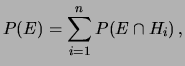 $P(E) = \sum_{i=1}^{n} P(E \cap H_i)\,,$